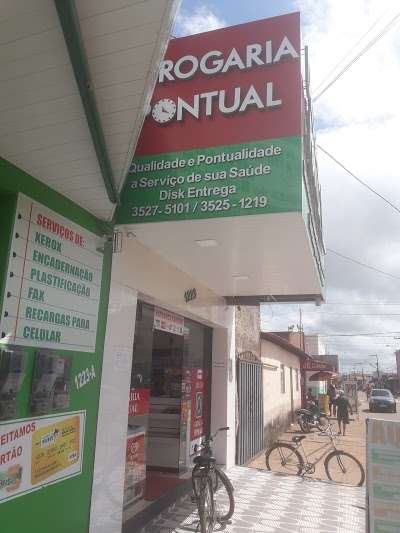 ROGARIA
PONTUAL
Qualidade e Pontualidade
a Serviço de sua Saúde
Disk Entrega
3527-5101 / 3525-1219
SERVIÇOS DE:
XEROX
ENCADERNAÇÃO
PLASTIFICAÇÃO
FAX
RECARGAS PARA
CELULAR
1223-A
EITAMOS
RTÃO